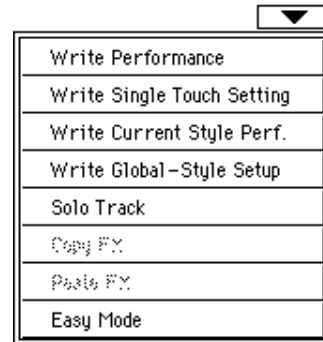 Write Performance
Write Single Touch Setting
Write Current Style Perf.
Write Global-Style Setup
Solo Track
Copy FX
Paste FX
Easy Mode